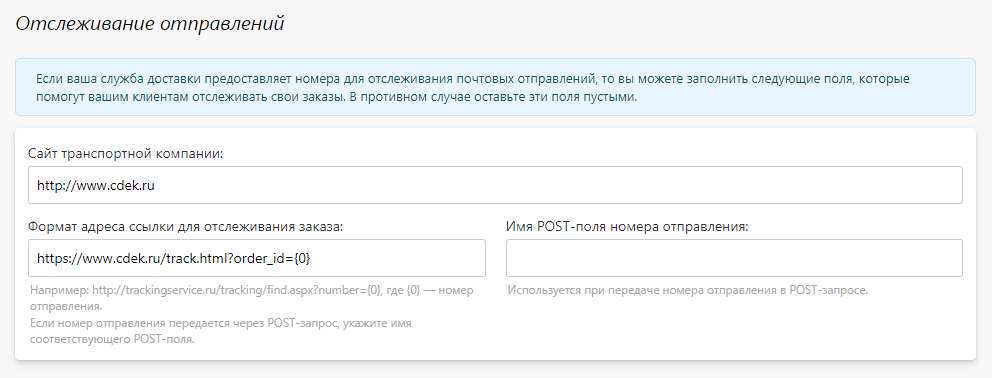 Отслеживание отправлений
Если ваша служба доставки предоставляет номера для отслеживания почтовых отправлений, то вы можете заполнить следующие поля, которые
помогут вашим клиентам отслеживать свои заказы. В противном случае оставьте эти поля пустыми.
Сайт транспортной компании:
http://www.cdek.ru
Формат адреса ссылки для отслеживания заказа:
https://www.cdek.ru/track.html?order_id={0}
Например: http://trackingservice.ru/tracking/find.aspx?number={0}, где {0} — номер
отправления.
Если номер отправления передается через POST-запрос, укажите имя
соответствующего POST-поля.
Имя POST-поля номера отправления:
Используется при передаче номера отправления в POST-запросе.